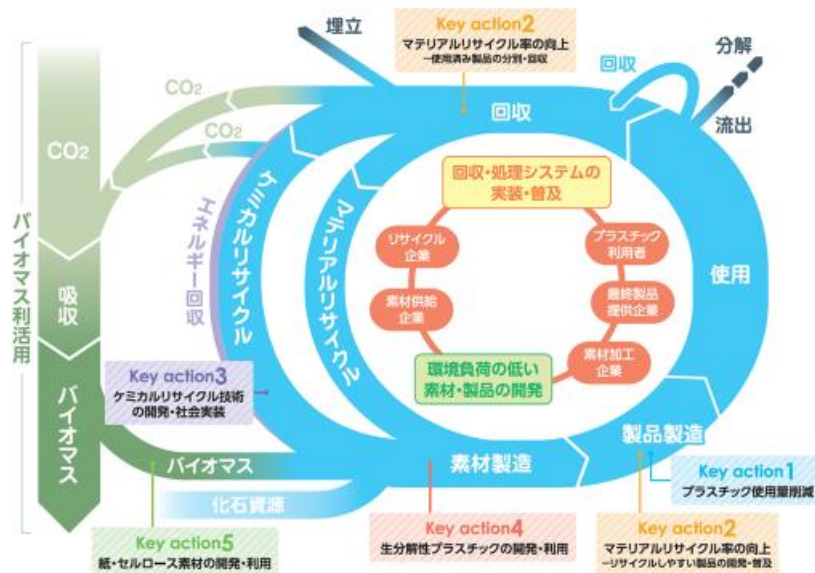 Key action2
マテリアルリサイクル率の向上
ー使用済み製品の分別・回収
埋立
分解
回収
流出
CO2
CO2
CO2
回収
バイオマス利活用
吸収
バイオマス
エネルギー回収
ケミカルリサイクル
マテリアルリサイクル
回収・処理システムの
実装・普及
リサイクル
企業
プラスチック
利用者
使用
素材供給
企業
最終製品
提供企業
素材加工
企業
環境負荷の低い
素材・製品の開発
Key action3
ケミカルリサイクル技術
の開発・社会実装
製品製造
バイオマス
素材製造
化石資源
Key action1
プラスチック使用量削減
Key action5
紙・セルロース素材の開発・利用
Key action4
生分解性プラスチックの開発・利用
Key action2
マテリアルリサイクル率の向上
ーリサイクルしやすい製品の開発・普及